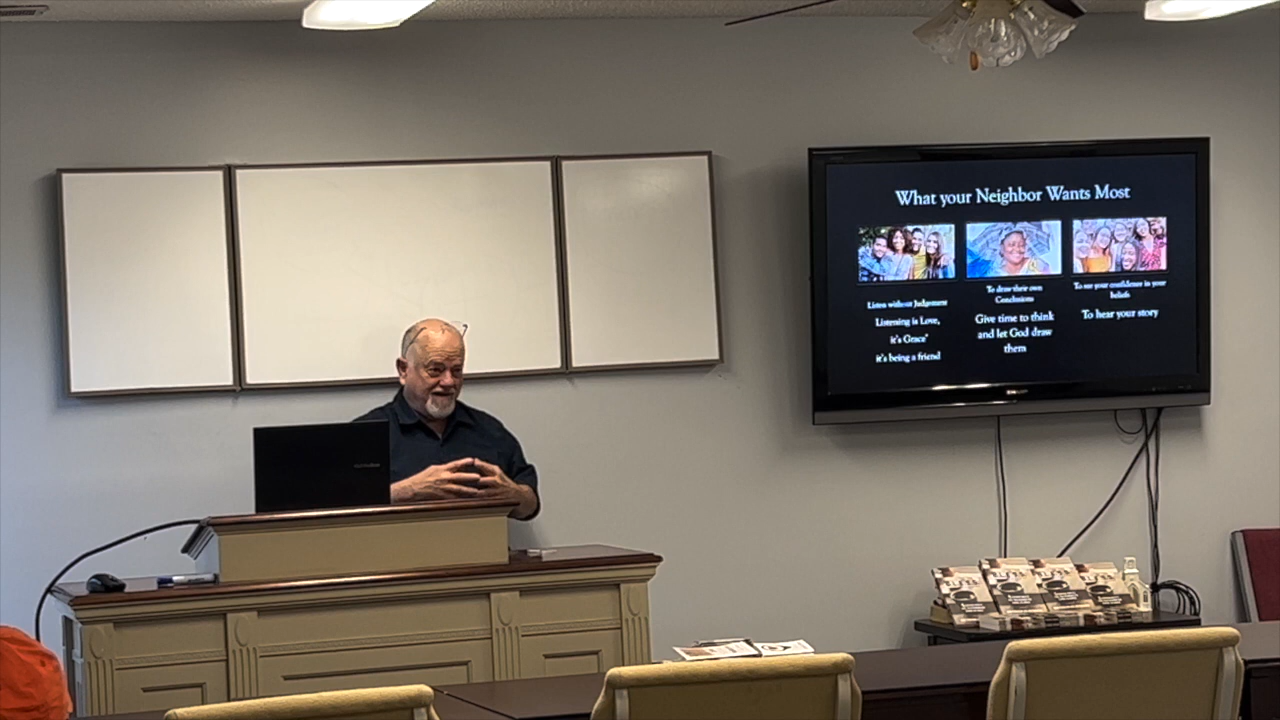 What your Neighbor Wants Most
Listen without Judgement
Listening is Love,
it's Grace"
it's being a friend
To draw their own
Conclusions
Give time to think
and let God draw
them
To see your confidence in your
beliefs
To hear your story